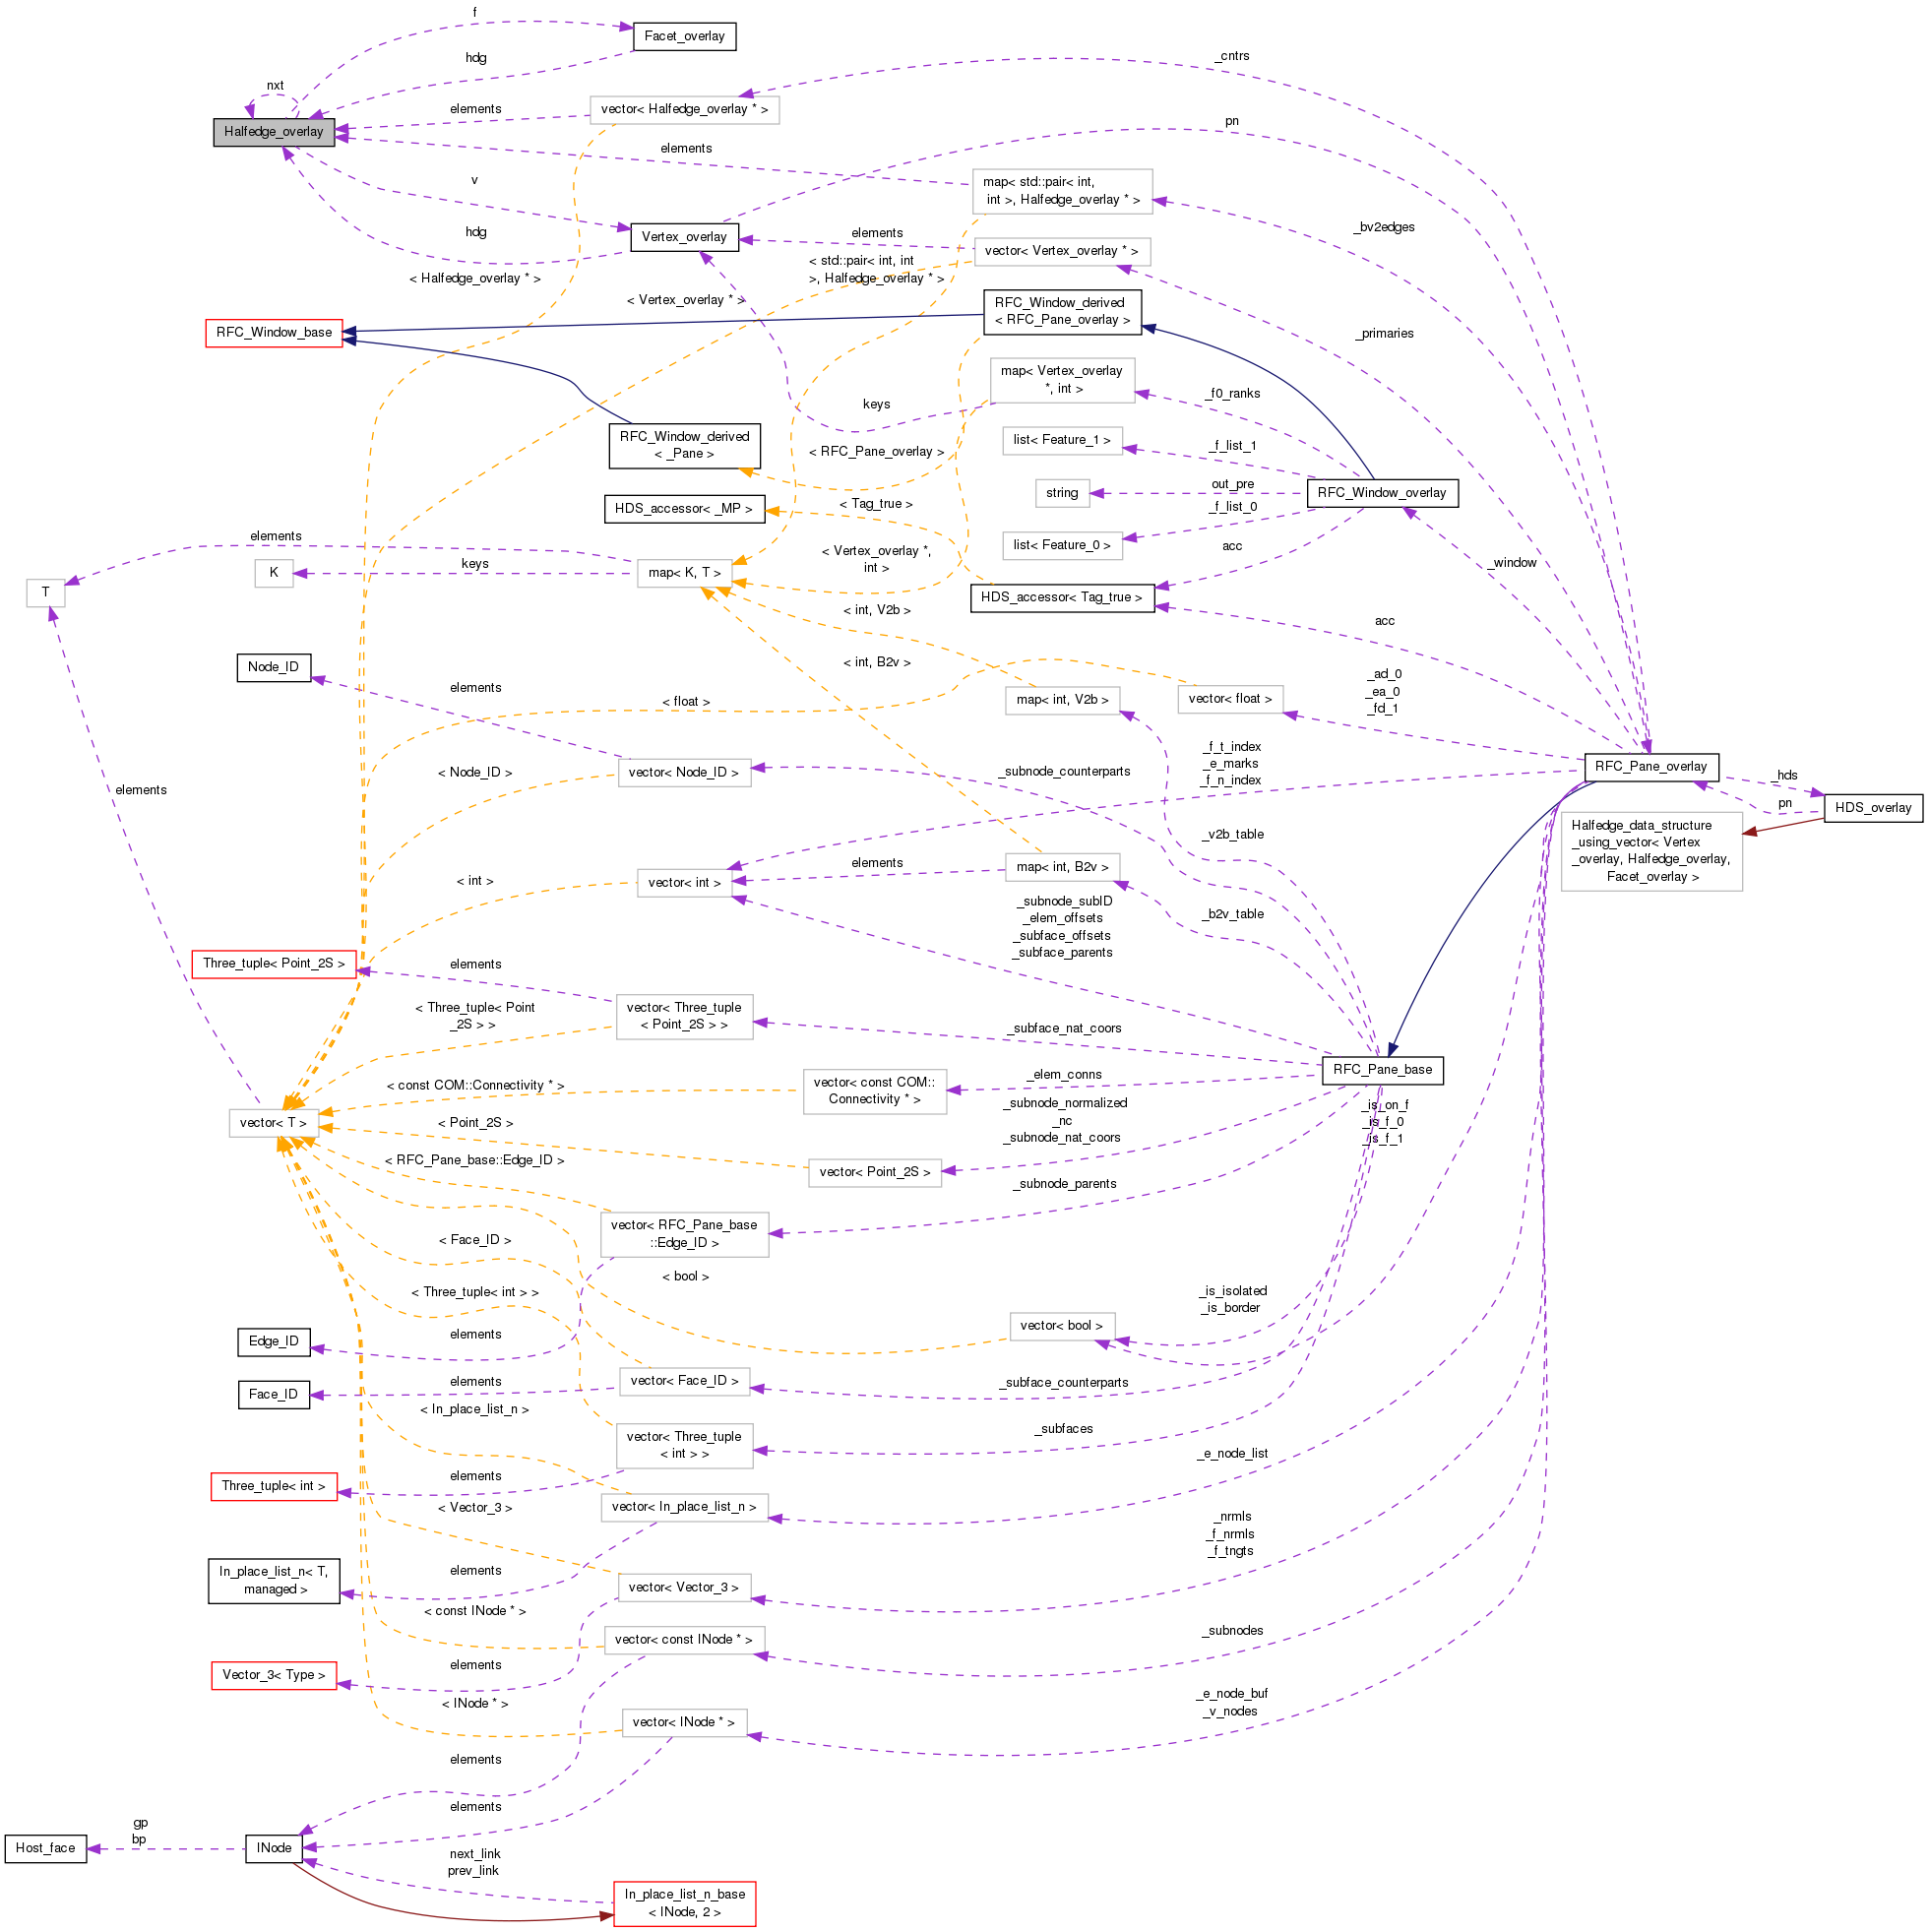 f
Facet_overlay
hdg
_cntrs
nxt
vector< Halfedge_overlay * >
elements
Halfedge_overlay
pn
elements
map< std::pair< int,
int >, Halfedge_overlay * >
v
_bv2edges
hdg
Vertex_overlay
elements
vector< Vertex_overlay * >
< std::pair< int, int
>, Halfedge_overlay * >
< Halfedge_overlay * >
< Vertex_overlay * >
RFC_Window_derived
< RFC_Pane_overlay >
RFC_Window_base
_primaries
map< Vertex_overlay
*, int >
_f0_ranks
keys
RFC_Window_derived
< _Pane >
list< Feature_1 >
_f_list_1
< RFC_Pane_overlay >
string
out_pre
RFC_Window_overlay
HDS_accessor< _MP >
< Tag_true >
_f_list_0
elements
list< Feature_0 >
acc
< Vertex_overlay *,
int >
_window
K
keys
map< K, T >
T
HDS_accessor< Tag_true >
< int, V2b >
acc
Node_ID
< int, B2v >
elements
_ad_0
_ea_0
_fd_1
< float >
map< int, V2b >
vector< float >
_f_t_index
_e_marks
_f_n_index
< Node_ID >
vector< Node_ID >
_subnode_counterparts
RFC_Pane_overlay
_hds
elements
pn
HDS_overlay
_v2b_table
Halfedge_data_structure
_using_vector< Vertex
_overlay, Halfedge_overlay,
Facet_overlay >
< int >
vector< int >
elements
map< int, B2v >
_subnode_subID
_elem_offsets
_subface_offsets
_subface_parents
_b2v_table
Three_tuple< Point_2S >
elements
< Three_tuple< Point
_2S > >
vector< Three_tuple
< Point_2S > >
_subface_nat_coors
RFC_Pane_base
< const COM::Connectivity * >
vector< const COM::
Connectivity * >
_elem_conns
vector< T >
< Point_2S >
_subnode_normalized
_nc
_subnode_nat_coors
_is_on_f
_is_f_0
_is_f_1
< RFC_Pane_base::Edge_ID >
vector< Point_2S >
_subnode_parents
vector< RFC_Pane_base
::Edge_ID >
< Face_ID >
< bool >
< Three_tuple< int > >
_is_isolated
_is_border
vector< bool >
Edge_ID
elements
Face_ID
elements
vector< Face_ID >
_subface_counterparts
< In_place_list_n >
vector< Three_tuple
< int > >
_subfaces
_e_node_list
Three_tuple< int >
elements
< Vector_3 >
vector< In_place_list_n >
_nrmls
_f_nrmls
_f_tngts
In_place_list_n< T,
managed >
elements
vector< Vector_3 >
< const INode * >
vector< const INode * >
_subnodes
Vector_3< Type >
elements
< INode * >
vector< INode * >
_e_node_buf
_v_nodes
elements
elements
gp
bp
Host_face
INode
next_link
prev_link
In_place_list_n_base
< INode, 2 >